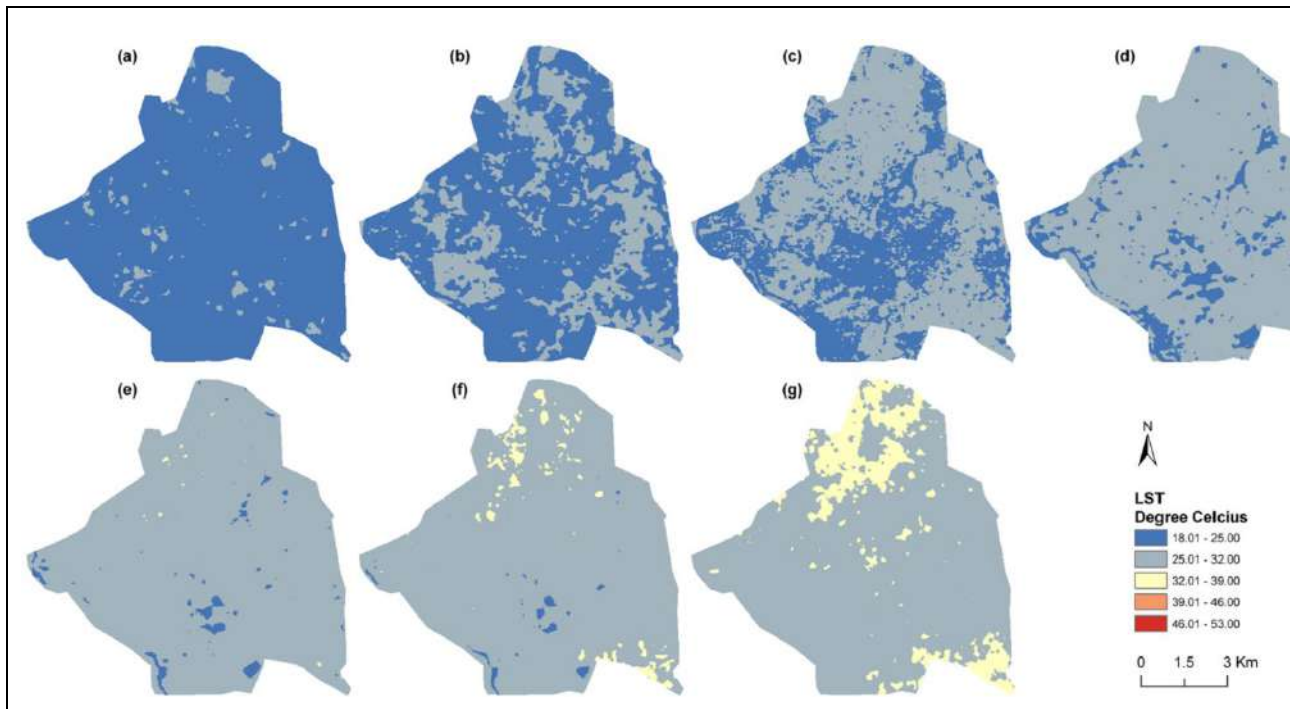 (a)
(b)
(c)
(d)
(e)
(f)
(g)
N
LST
Degree Celcius
18.01 - 25.00
25.01 - 32.00
32.01 - 39.00
39.01 - 46.00
46.01 - 53.00
0 1.5 3 Km